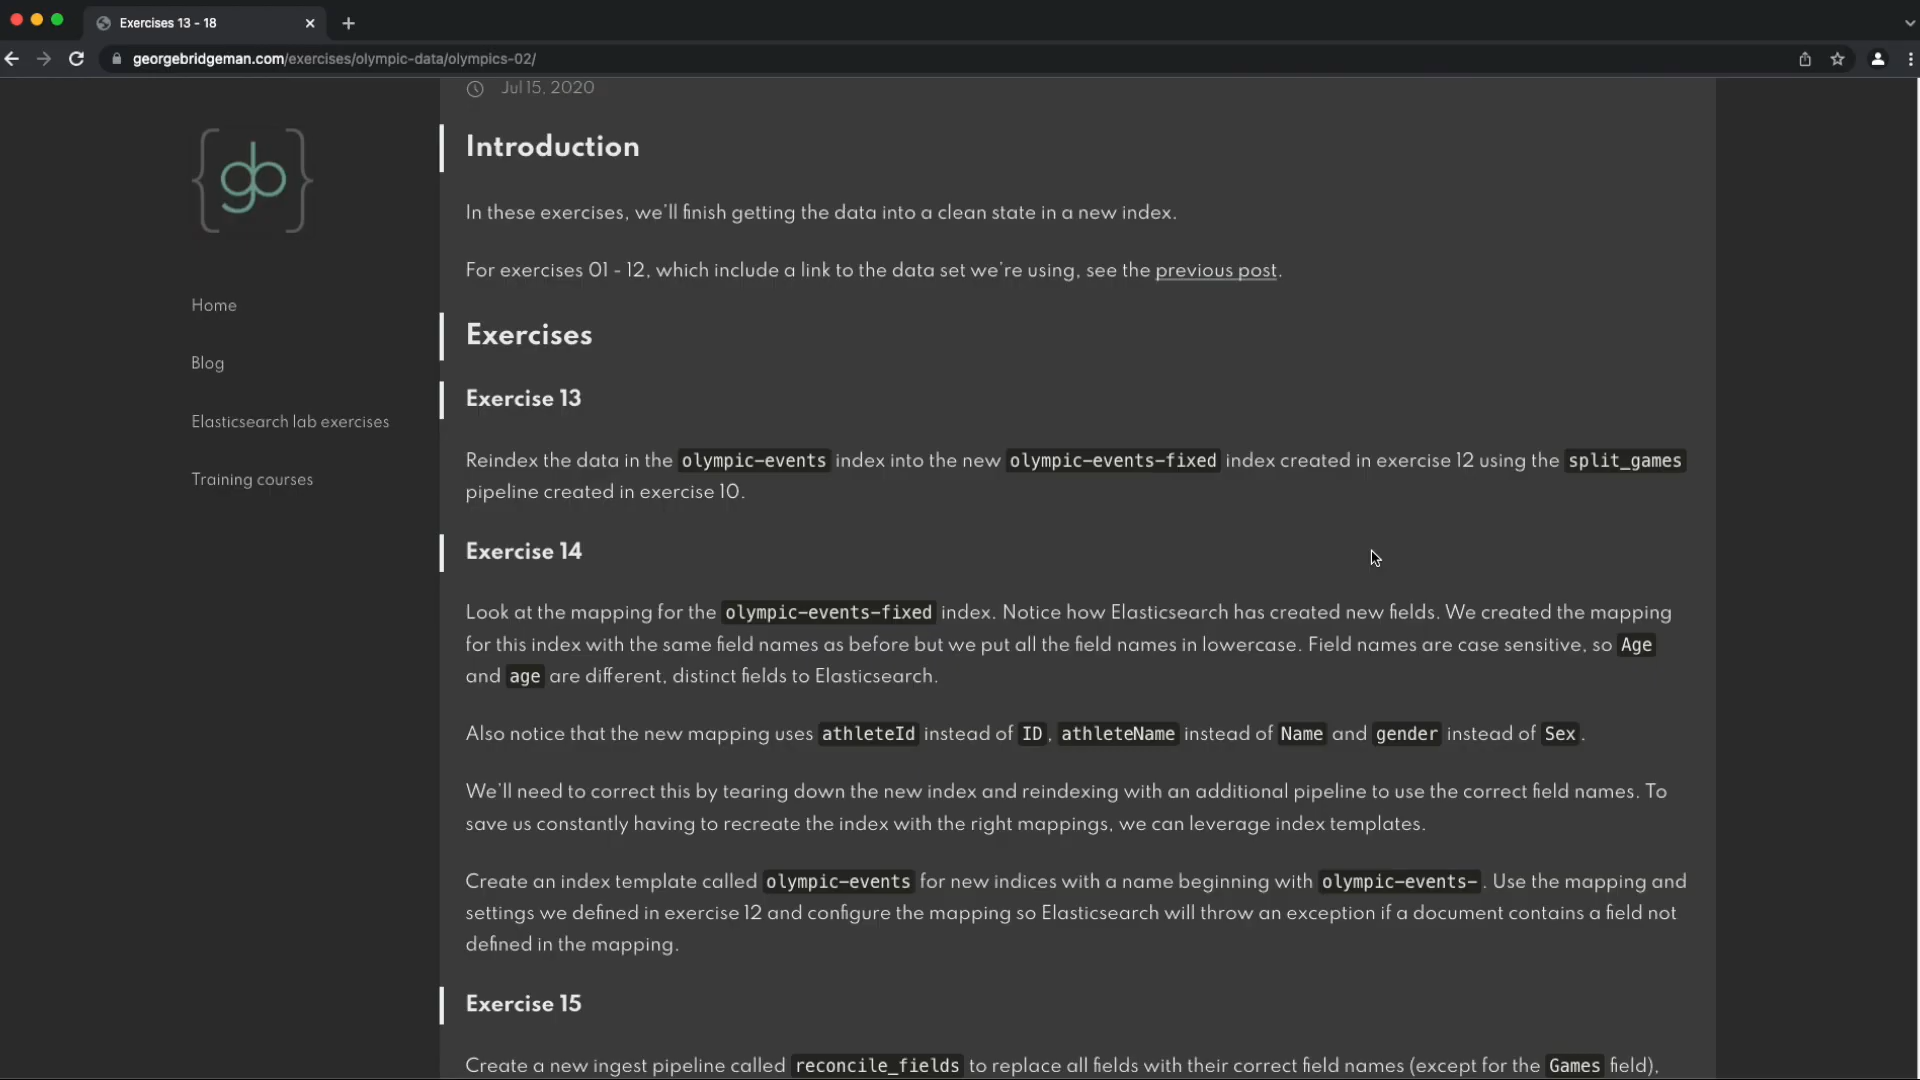 Exercises 13 - 18
georgebridgeman.com/exercises/olympic-data/olympics-02/
Jul 15, 2020
gb
Home
Blog
Elasticsearch lab exercises
Training courses
Introduction
In these exercises, we'll finish getting the data into a clean state in a new index.
For exercises 01 - 12, which include a link to the data set we're using, see the previous post.
Exercises
Exercise 13
Reindex the data in the olympic-events index into the new olympic-events-fixed index created in exercise 12 using the split_games
pipeline created in exercise 10.
Exercise 14
Look at the mapping for the olympic-events-fixed index. Notice how Elasticsearch has created new fields. We created the mapping
for this index with the same field names as before but we put all the field names in lowercase. Field names are case sensitive, so Age
and age are different, distinct fields to Elasticsearch.
Also notice that the new mapping uses athleteId instead of ID, athleteName instead of Name and gender instead of Sex.
We'll need to correct this by tearing down the new index and reindexing with an additional pipeline to use the correct field names. To
save us constantly having to recreate the index with the right mappings, we can leverage index templates.
Create an index template called olympic-events for new indices with a name beginning with olympic-events-. Use the mapping and
settings we defined in exercise 12 and configure the mapping so Elasticsearch will throw an exception if a document contains a field not
defined in the mapping.
Exercise 15
Create a new ingest pipeline called reconcile_fields to replace all fields with their correct field names (except for the Games field),